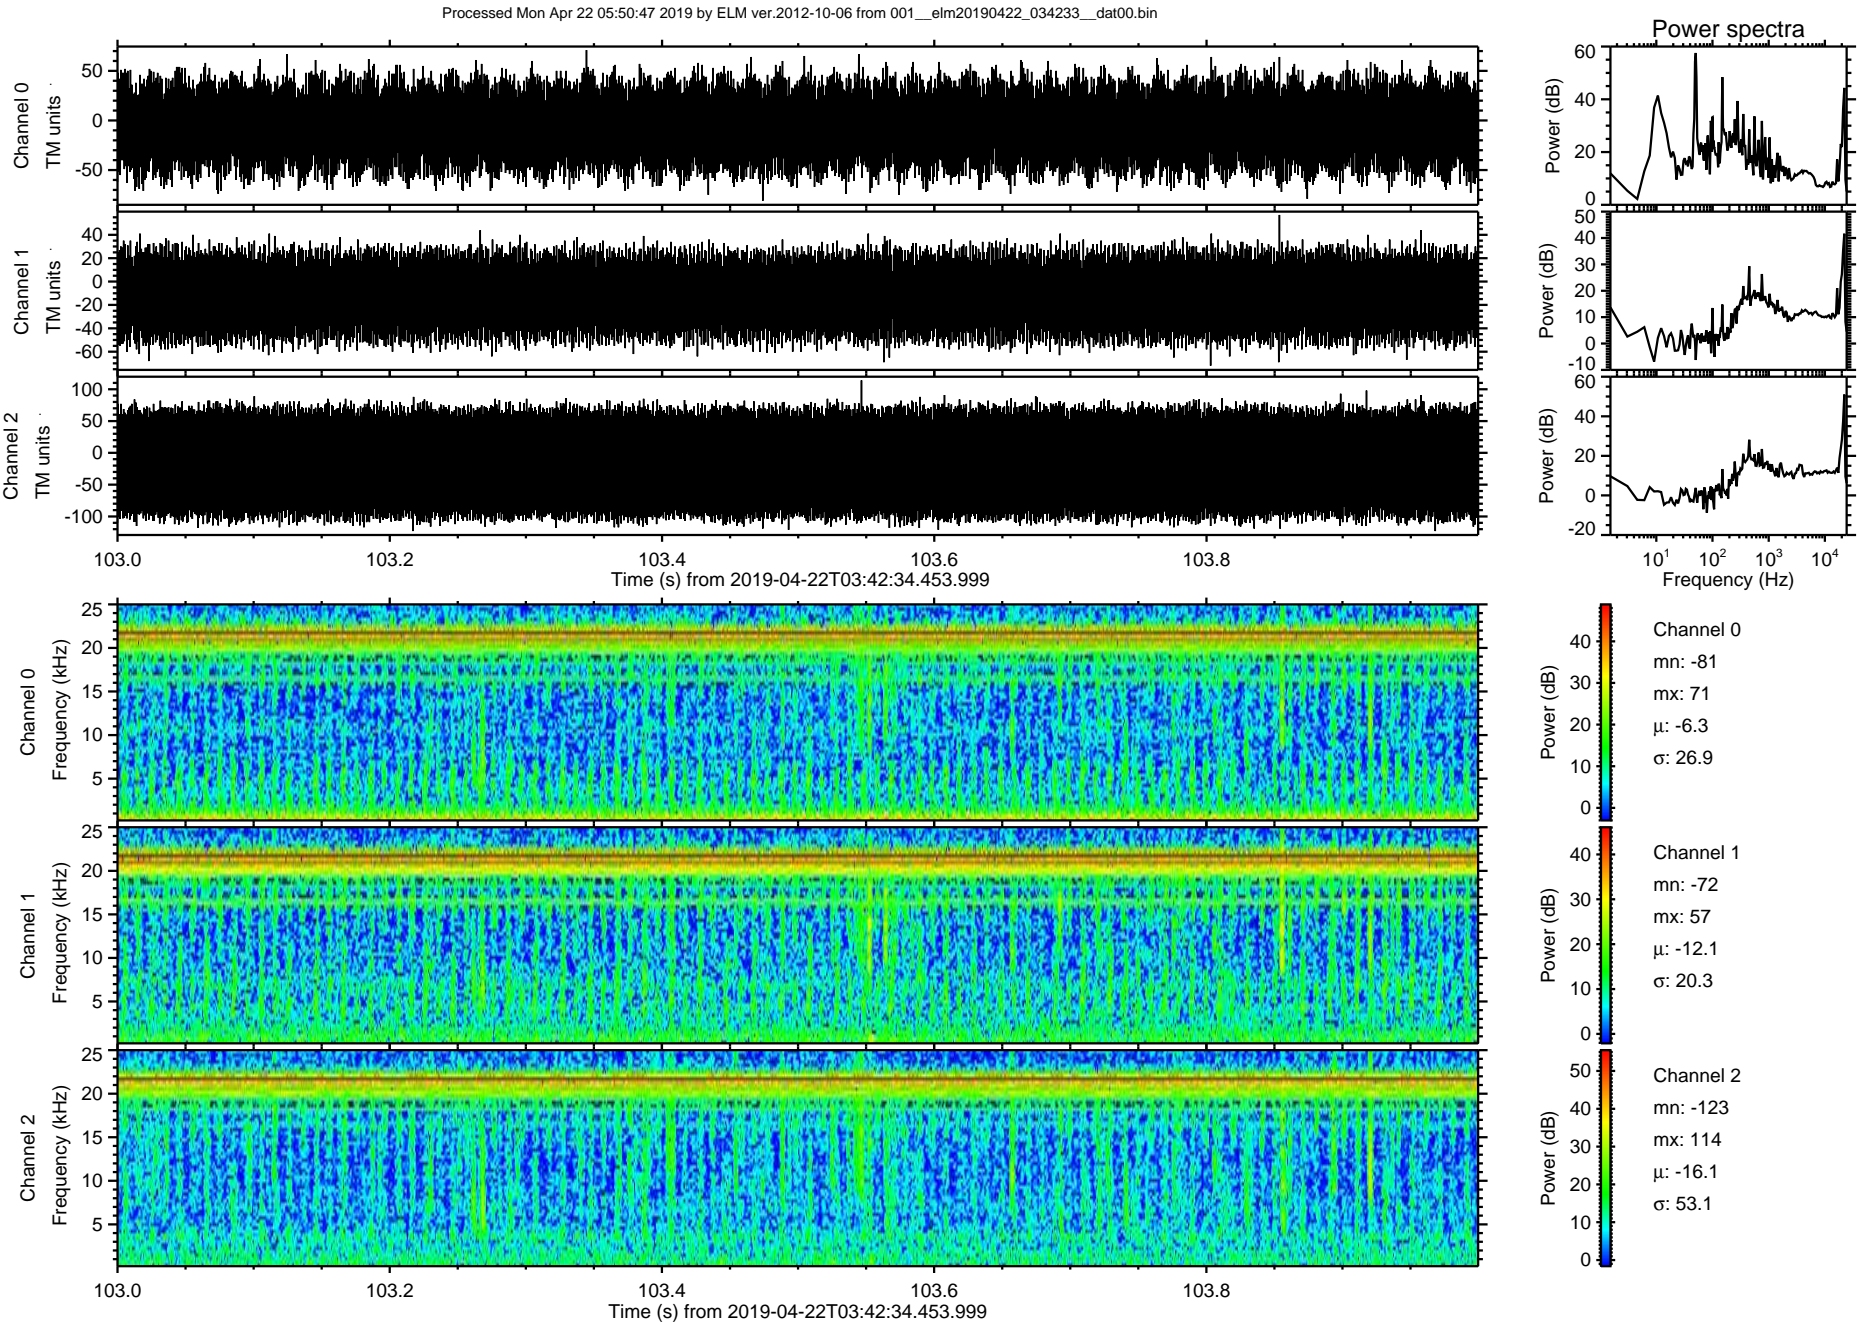 Processed Mon Apr 22 05:50:47 2019 by ELM ver.2012-10-06 from 001__elm20190422_034233__dat00.bin
Power spectra
Channel 0
TM units
50
0
-50
Power (dB)
60
40
20
0
Channel 1
TM units
40
20
0
-20
-40
-60
Power (dB)
50
40
30
20
10
0
-10
Channel 2
TM units
100
50
0
-50
-100
Power (dB)
60
40
20
0
-20
103.0 103.2 103.4 103.6 103.8
Time (s) from 2019-04-22T03:42:34.453.999
10^1 10^2 10^3 10^4
Frequency (Hz)
Channel 0
Frequency (kHz)
25
20
15
10
5
Power (dB)
40
30
20
10
0
Channel 0
mn: -81
mx: 71
μ: -6.3
σ: 26.9
Channel 1
Frequency (kHz)
25
20
15
10
5
Power (dB)
40
30
20
10
0
Channel 1
mn: -72
mx: 57
μ: -12.1
σ: 20.3
Channel 2
Frequency (kHz)
25
20
15
10
5
Power (dB)
50
40
30
20
10
0
Channel 2
mn: -123
mx: 114
μ: -16.1
σ: 53.1
103.0 103.2 103.4 103.6 103.8
Time (s) from 2019-04-22T03:42:34.453.999